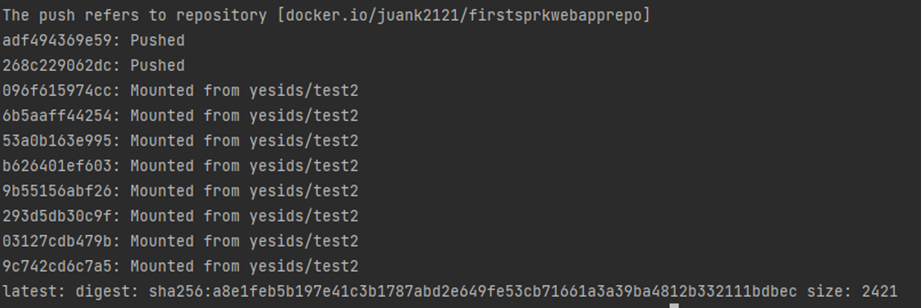 The push refers to repository [docker.io/juank2121/firstsprkwebapprepo]
adf494369e59: Pushed
268c229062dc: Pushed
096f615974cc: Mounted from yesids/test2
6b5aaff44254: Mounted from yesids/test2
53a0b163e995: Mounted from yesids/test2
b626401ef603: Mounted from yesids/test2
9b55156abf26: Mounted from yesids/test2
293d5db30c9f: Mounted from yesids/test2
03127cdb479b: Mounted from yesids/test2
9c742cd6c7a5: Mounted from yesids/test2
latest: digest: sha256:a8e1feb5b197e41c3b1787abd2e649fe53cb71661a3a39ba4812b332111bdbec size: 2421